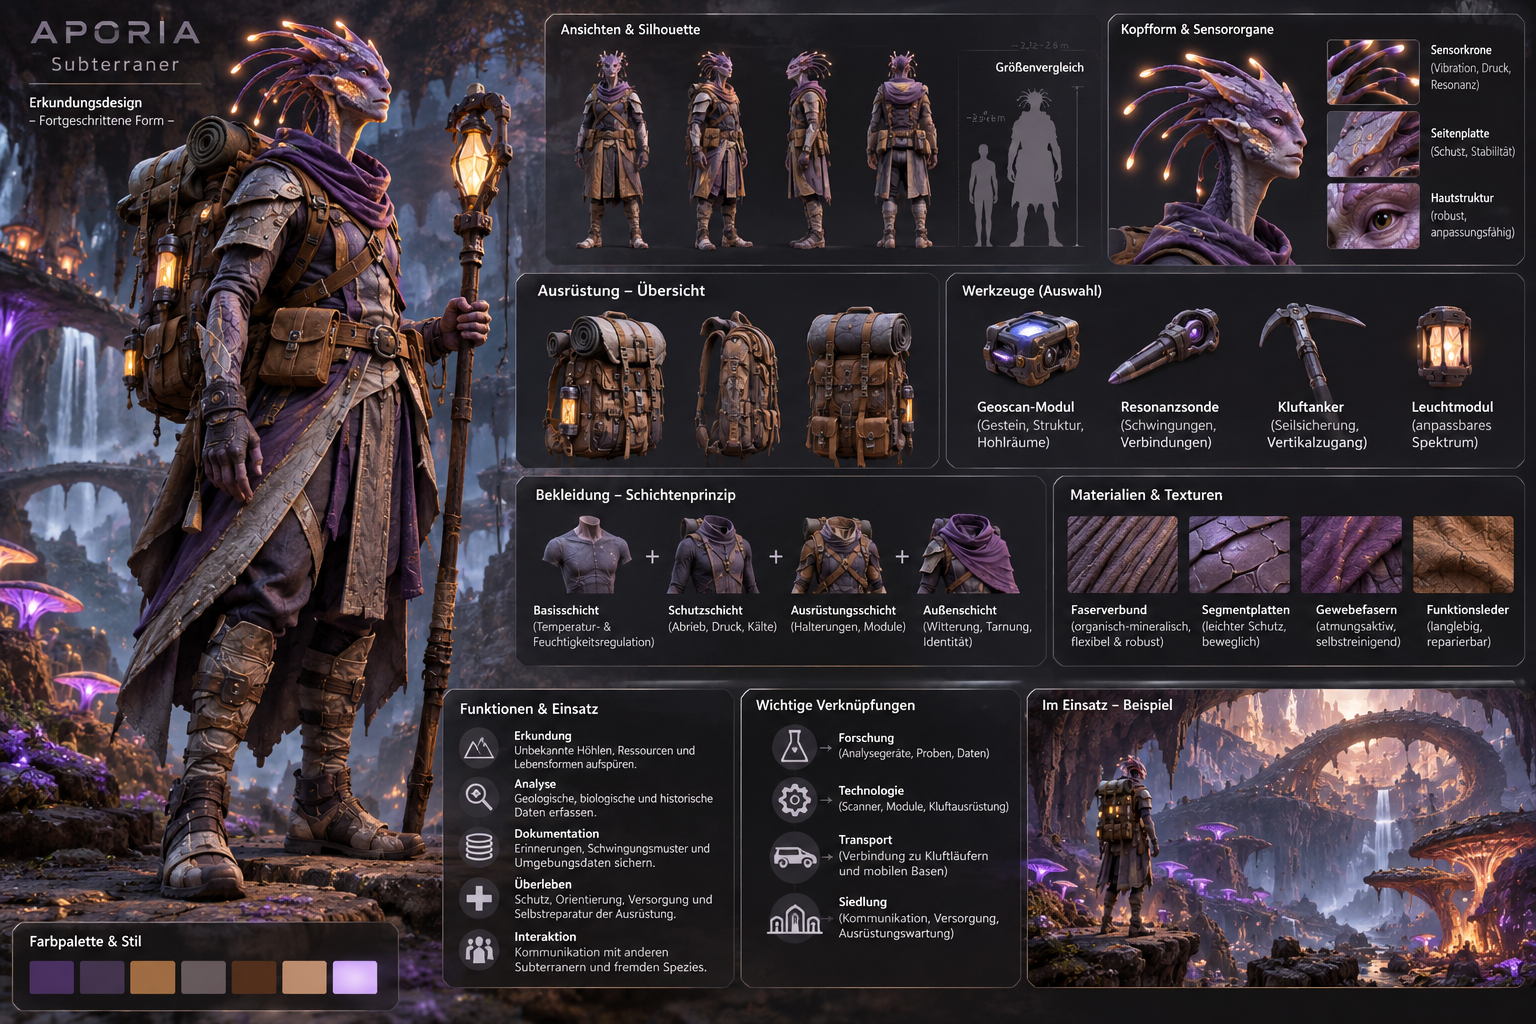 APORIA
Subterraner
Erkundungsdesign
– Fortgeschrittene Form –
Ansichten & Silhouette
Größenvergleich
Kopfform & Sensororgane
Sensorkrone
(Vibration, Druck,
Resonanz)
Seitenplatte
(Schust, Stabilität)
Hautstruktur
(robust,
anpassungsfähig)
Ausrüstung – Übersicht
Werkzeuge (Auswahl)
Geoscan-Modul
(Gestein, Struktur,
Hohlräume)
Resonanzsonde
(Schwingungen,
Verbindungen)
Kluftanker
(Seilsicherung,
Vertikalzugang)
Leuchtmodul
(anpassbares
Spektrum)
Bekleidung – Schichtenprinzip
Basisschicht
(Temperatur- &
Feuchtigkeitsregulation)
Schutzschicht
(Abrieb, Druck, Kälte)
Ausrüstungsschicht
(Halterungen, Module)
Außenschicht
(Witterung, Tarnung,
Identität)
Materialien & Texturen
Faserverbund
(organisch-mineralisch,
flexibel & robust)
Segmentplatten
(leichter Schutz,
beweglich)
Gewebefasern
(atmungsaktiw,
selbstreinigend)
Funktionsleder
(langlebig,
reparierbar)
Funktionen & Einsatz
Erkundung
Unbekannte Höhlen, Ressourcen und
Lebensformen aufspüren.
Analyse
Geologische, biologische und historische
Daten erfassen.
Dokumentation
Erinnerungen, Schwingungsmuster und
Umgebungsdaten sichern.
Überleben
Schutz, Orientierung, Versorgung und
Selbstreparatur der Ausrüstung.
Interaktion
Kommunikation mit anderen
Subterranern und fremden Spezies.
Wichtige Verknüpfungen
Forschung
(Analysegeräte, Proben, Daten)
Technologie
(Scanner, Module, Kluftausrüstung)
Transport
(Verbindung zu Kluftläufern
und mobilen Basen)
Siedlung
(Kommunikation, Versorgung,
Ausrüstungswartung)
Im Einsatz – Beispiel
Farbpalette & Stil